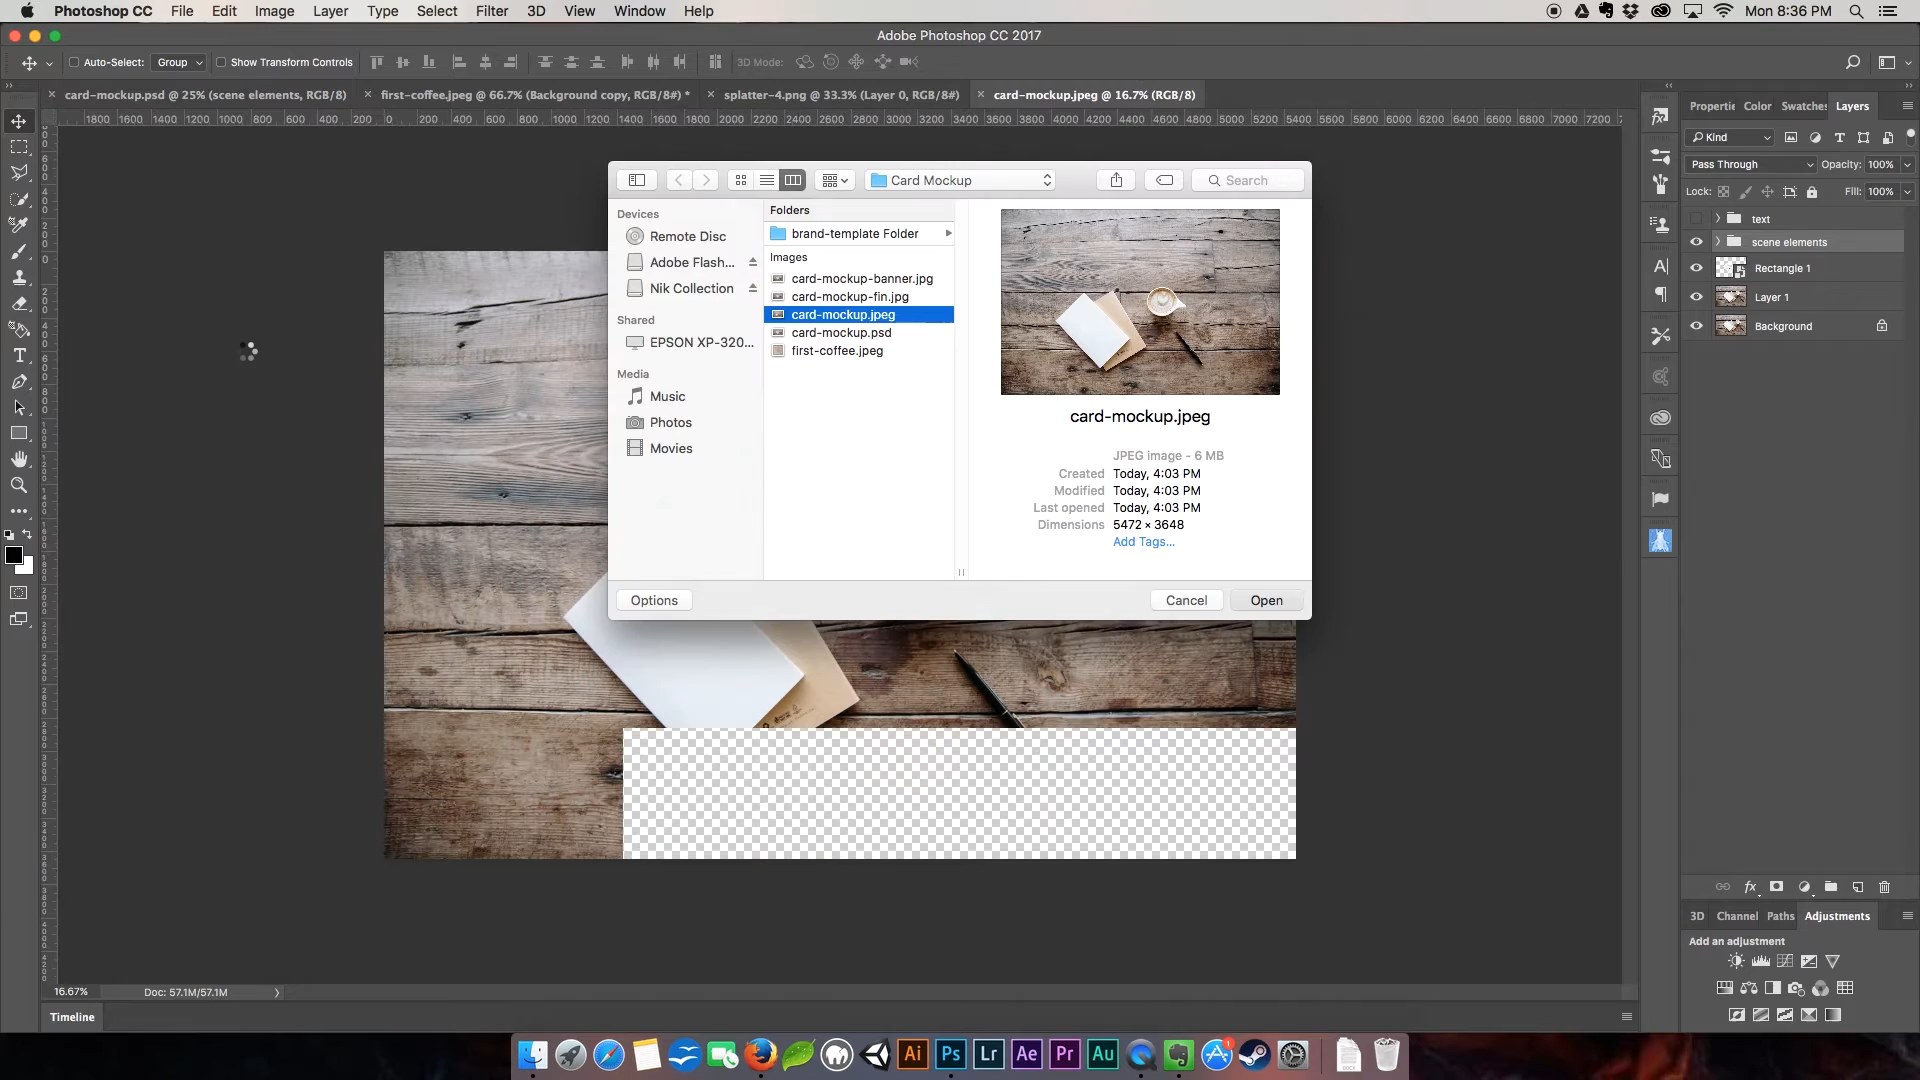 Photoshop CC File Edit Image Layer Type Select Filter 3D View Window Help Mon 8:36 PM
Adobe Photoshop CC 2017
Auto-Select: Group Show Transform Controls 3D Mode:
card-mockup.psd @ 25% (scene elements, RGB/8) first-coffee.jpeg @ 66.7% (Background copy, RGB/8#) * splatter-4.png @ 33.3% (Layer 0, RGB/8#) card-mockup.jpeg @ 16.7% (RGB/8)
1800 1600 1400 1200 1000 800 600 400 200 0 200 400 600 800 1000 1200 1400 1600 1800 2000 2200 2400 2600 2800 3000 3200 3400 3600 3800 4000 4200 4400 4600 4800 5000 5200 5400 5600 5800 6000 6200 6400 6600 6800 7000 7200
Card Mockup
Search
Devices
Remote Disc
Adobe Flash...
Nik Collection
Shared
EPSON XP-320...
Media
Music
Photos
Movies
Folders
brand-template Folder
Images
card-mockup-banner.jpg
card-mockup-fin.jpg
card-mockup.jpeg
card-mockup.psd
first-coffee.jpeg
card-mockup.jpeg
JPEG image - 6 MB
Created Today, 4:03 PM
Modified Today, 4:03 PM
Last opened Today, 4:03 PM
Dimensions 5472 × 3648
Add Tags...
Options
Cancel
Open
Propertie Color Swatches Layers
Kind
Pass Through Opacity: 100%
Lock: Fill: 100%
text
scene elements
Rectangle 1
Layer 1
Background
3D Channel Paths Adjustments
Add an adjustment
16.67% Doc: 57.1M/57.1M
Timeline
Ai Ps Lr Ae Pr Au